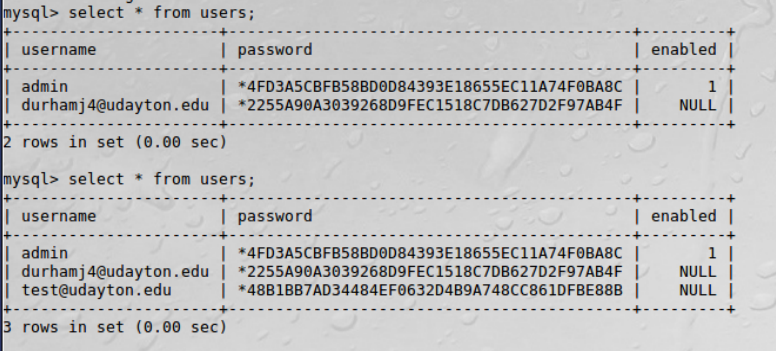 mysql> select * from users;
+----------------------+-------------------------------------------+---------+
| username | password | enabled |
+----------------------+-------------------------------------------+---------+
| admin | *4FD3A5CBFB58BD0D84393E18655EC11A74F0BA8C | 1 |
| durhamj4@udayton.edu | *2255A90A3039268D9FEC1518C7DB627D2F97AB4F | NULL |
+----------------------+-------------------------------------------+---------+
2 rows in set (0.00 sec)
mysql> select * from users;
+----------------------+-------------------------------------------+---------+
| username | password | enabled |
+----------------------+-------------------------------------------+---------+
| admin | *4FD3A5CBFB58BD0D84393E18655EC11A74F0BA8C | 1 |
| durhamj4@udayton.edu | *2255A90A3039268D9FEC1518C7DB627D2F97AB4F | NULL |
| test@udayton.edu | *48B1BB7AD34484EF0632D4B9A748CC861DFBE88B | NULL |
+----------------------+-------------------------------------------+---------+
3 rows in set (0.00 sec)